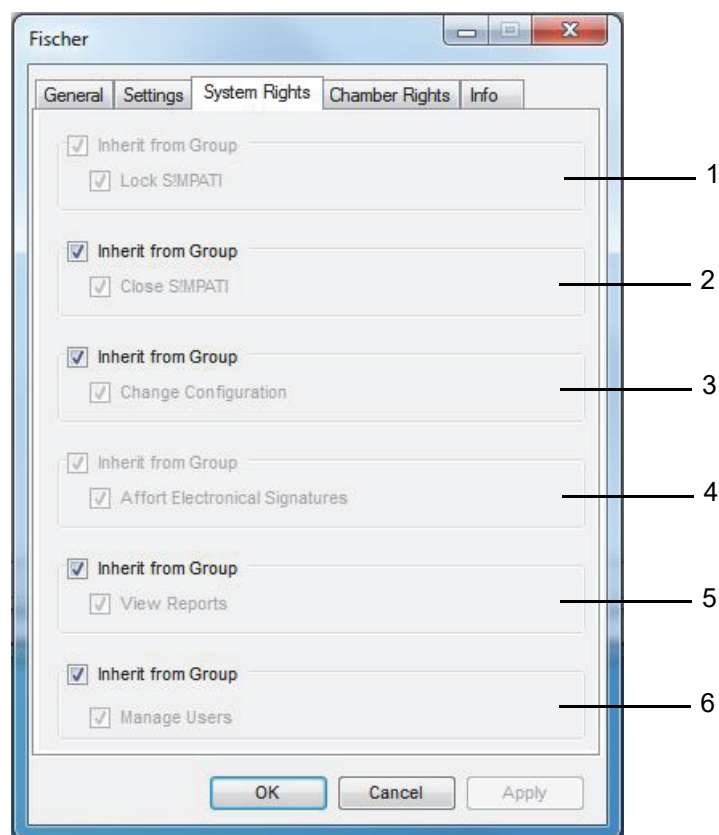 Fischer
General Settings System Rights Chamber Rights Info
Inherit from Group
Lock S!MPATI
1
Inherit from Group
Close S!MPATI
2
Inherit from Group
Change Configuration
3
Inherit from Group
Affort Electronical Signatures
4
Inherit from Group
View Reports
5
Inherit from Group
Manage Users
6
OK Cancel Apply